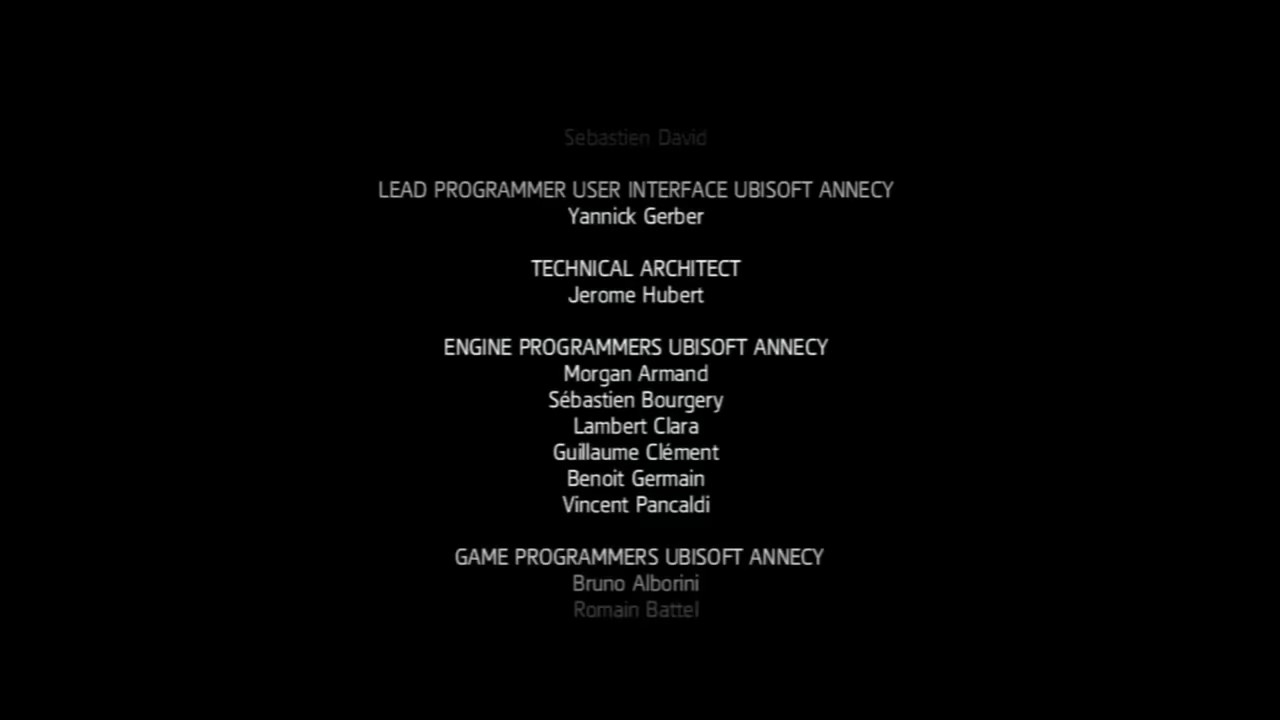 Sebastien David
LEAD PROGRAMMER USER INTERFACE UBISOFT ANNECY
Yannick Gerber
TECHNICAL ARCHITECT
Jerome Hubert
ENGINE PROGRAMMERS UBISOFT ANNECY
Morgan Armand
Sébastien Bourgery
Lambert Clara
Guillaume Clément
Benoit Germain
Vincent Pancaldi
GAME PROGRAMMERS UBISOFT ANNECY
Bruno Alborini
Romain Battel